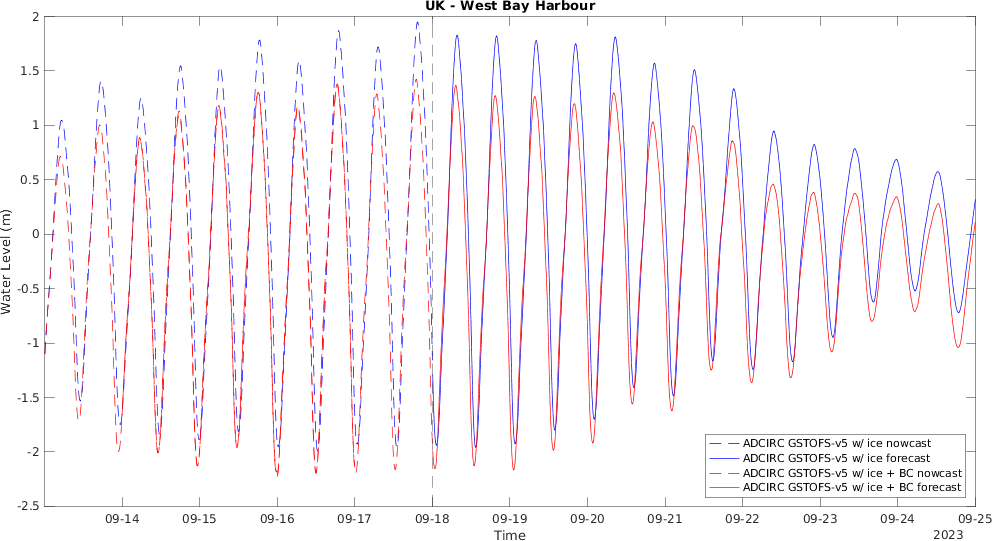 UK - West Bay Harbour
2
1.5
1
0.5
0
-0.5
-1
-1.5
-2
-2.5
Water Level (m)
ADCIRC GSTOFS-v5 w/ ice nowcast
ADCIRC GSTOFS-v5 w/ ice forecast
ADCIRC GSTOFS-v5 w/ ice + BC nowcast
ADCIRC GSTOFS-v5 w/ ice + BC forecast
09-14 09-15 09-16 09-17 09-18 09-19 09-20 09-21 09-22 09-23 09-24 09-25
Time
2023